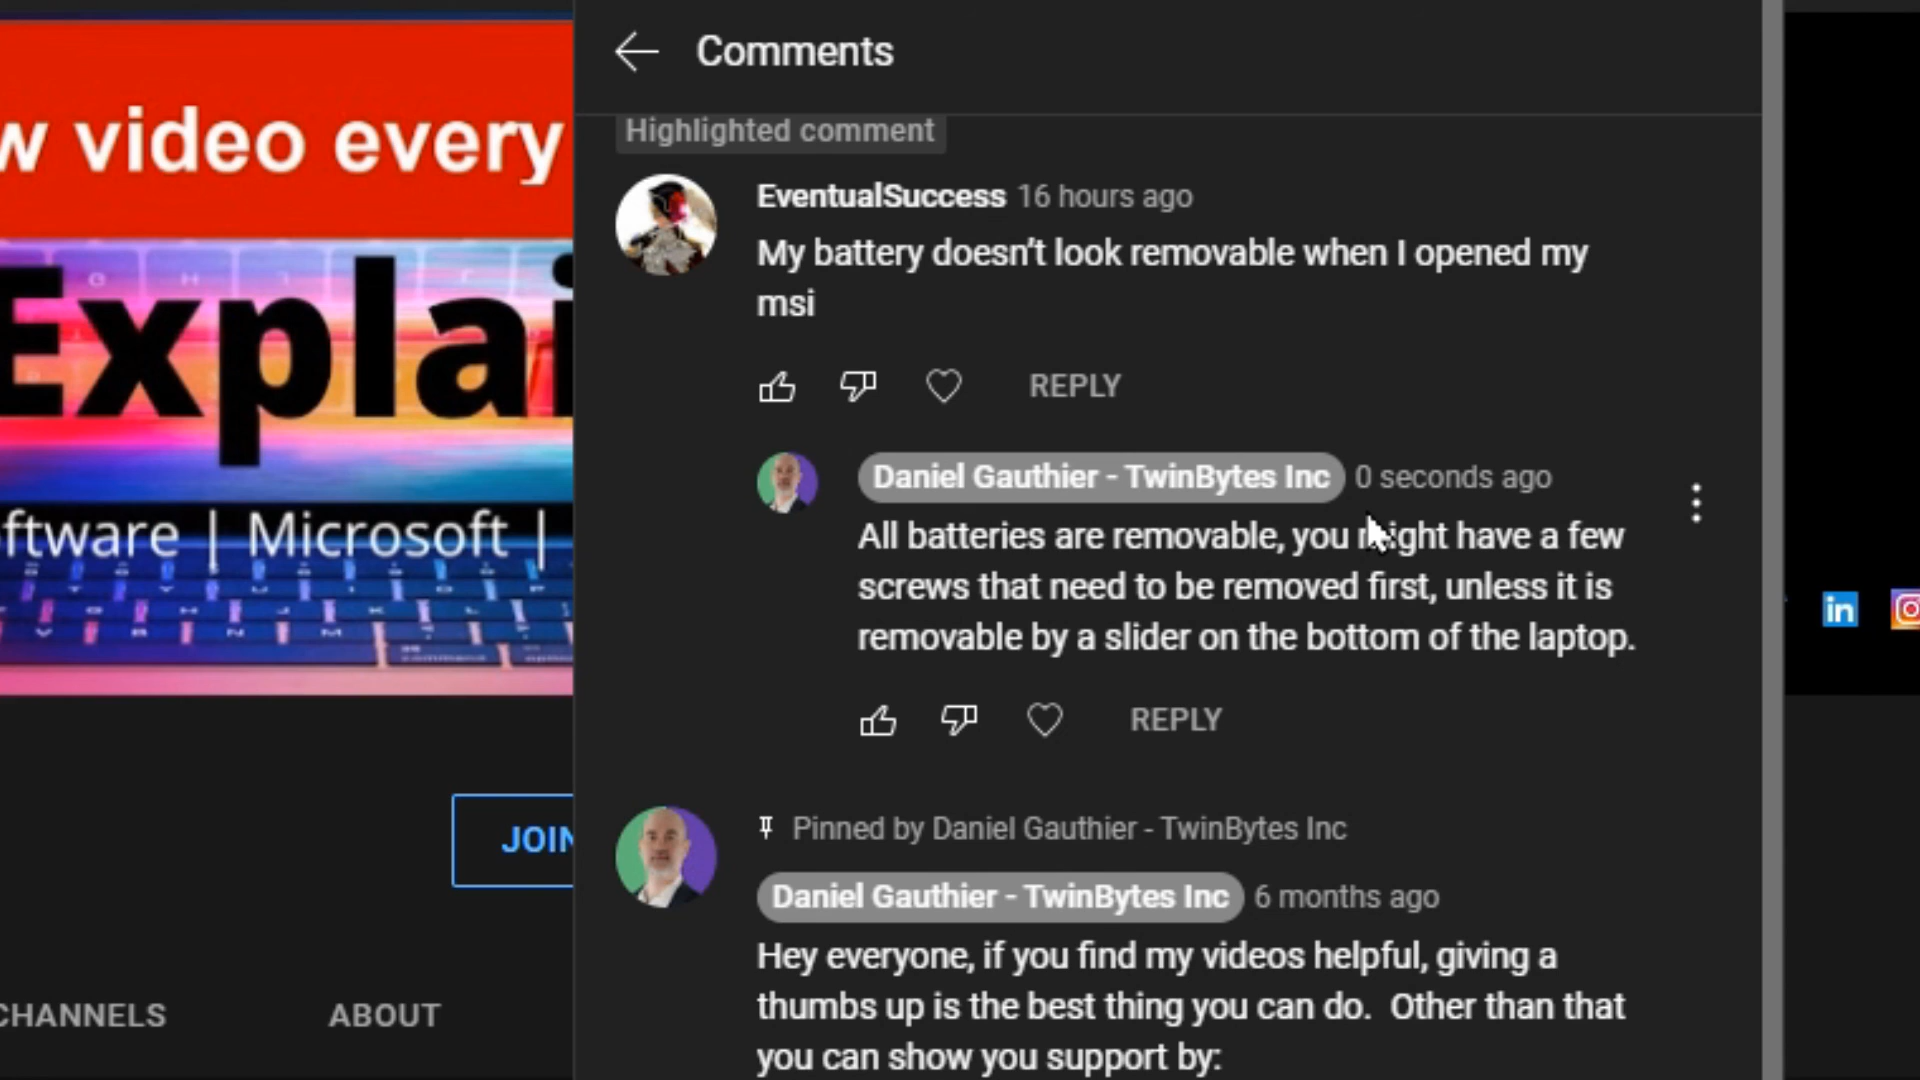 Comments
Highlighted comment
w video every
EventualSuccess 16 hours ago
My battery doesn't look removable when I opened my
msi
Explai
REPLY
Daniel Gauthier - TwinBytes Inc 0 seconds ago
All batteries are removable, you might have a few
screws that need to be removed first, unless it is
removable by a slider on the bottom of the laptop.
ftware | Microsoft |
in
REPLY
Pinned by Daniel Gauthier - TwinBytes Inc
JOIN
Daniel Gauthier - TwinBytes Inc 6 months ago
Hey everyone, if you find my videos helpful, giving a
thumbs up is the best thing you can do.  Other than that
you can show you support by:
CHANNELS
ABOUT